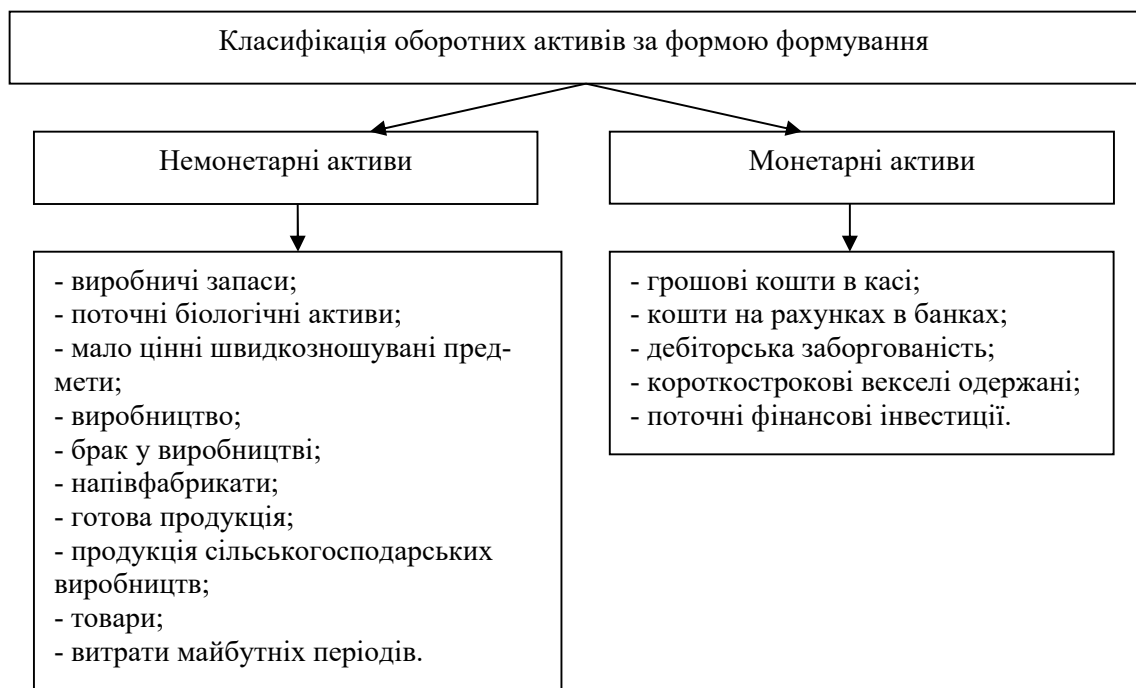 Класифікація оборотних активів за формою формування
Немонетарні активи
Монетарні активи
- виробничі запаси;
- поточні біологічні активи;
- мало цінні швидкозношувані пред-
мети;
- виробництво;
- брак у виробництві;
- напівфабрикати;
- готова продукція;
- продукція сільськогосподарських
виробництв;
- товари;
- витрати майбутніх періодів.
- грошові кошти в касі;
- кошти на рахунках в банках;
- дебіторська заборгованість;
- короткострокові векселі одержані;
- поточні фінансові інвестиції.